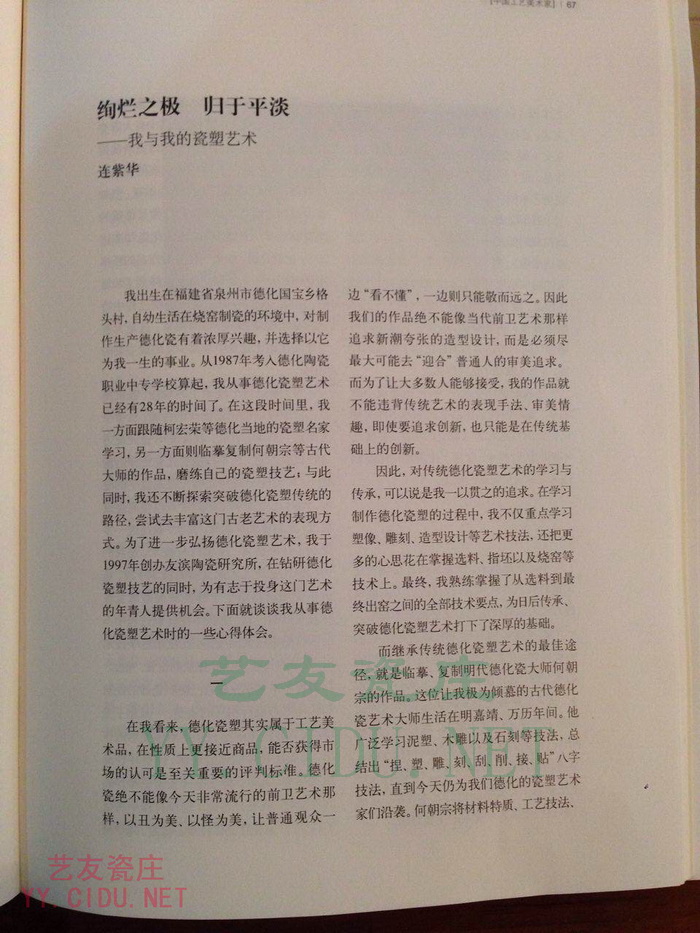 [中国工艺美术家] | 67
绚烂之极 归于平淡
——我与我的瓷塑艺术
连紫华
我出生在福建省泉州市德化国宝乡格
头村，自动生活在烧窑制瓷的环境中，对制
作生产德化瓷有着浓厚兴趣，并选择以它
为我一生的事业。从1987年考入德化陶瓷
职业中专学校算起，我从事德化瓷塑艺术
已经有28年的时间了。在这段时间里，我
一方面跟随柯宏荣等德化当地的瓷塑名家
学习，另一方面则临摹复制何朝宗等古代
大师的作品，磨练自己的瓷塑技艺；与此
同时，我还不断探索突破德化瓷塑传统的
路径，尝试去丰富这门古老艺术的表现方
式。为了进一步弘扬德化瓷塑艺术，我于
1997年创办友滨陶瓷研究所，在钻研德化
瓷塑技艺的同时，为有志于投身这门艺术
的年青人提供机会。下面就谈谈我从事德
化瓷塑艺术时的一些心得体会。
一
在我看来，德化瓷塑其实属于工艺美
术品，在性质上更接近商品，能否获得市
场的认可是至关重要的评判标准。德化
瓷绝不能像今天非常流行的前卫艺术那
样，以丑为美、以怪为美，让普通观众一
边“看不懂”，一边则只能敬而远之。因此
我们的作品绝不能像当代前卫艺术那样
追求新潮夸张的造型设计，而是必须尽
最大可能去“迎合”普通人的审美追求。
而为了让大多数人能够接受，我的作品就
不能违背传统艺术的表现手法、审美情
趣，即使要追求创新，也只能是在传统基
础上的创新。
因此，对传统德化瓷塑艺术的学习与
传承，可以说是我一以贯之的追求。在学习
制作德化瓷塑的过程中，我不仅重点学习
塑像、雕刻、造型设计等艺术技法，还把更
多的心思花在掌握选料、指坯以及烧窑等
技术上。最终，我熟练掌握了从选料到最
终出窑之间的全部技术要点，为日后传承、
突破德化瓷塑艺术打下了深厚的基础。
而继承传统德化瓷塑艺术的最佳途
径，就是临摹、复制明代德化瓷大师何朝
宗的作品。这位让我极为倾慕的古代德化
瓷艺术大师生活在明嘉靖、万历年间。他
广泛学习泥塑、木雕以及石刻等技法，总
结出“捏、塑、雕、刻、刮、削、接、贴”八字
技法，直到今天仍为我们德化的瓷塑艺术
家们沿袭。何朝宗将材料特质、工艺技法、
艺友瓷庄
YY.CIDU.NET
艺友瓷庄
YY.CIDU.NET